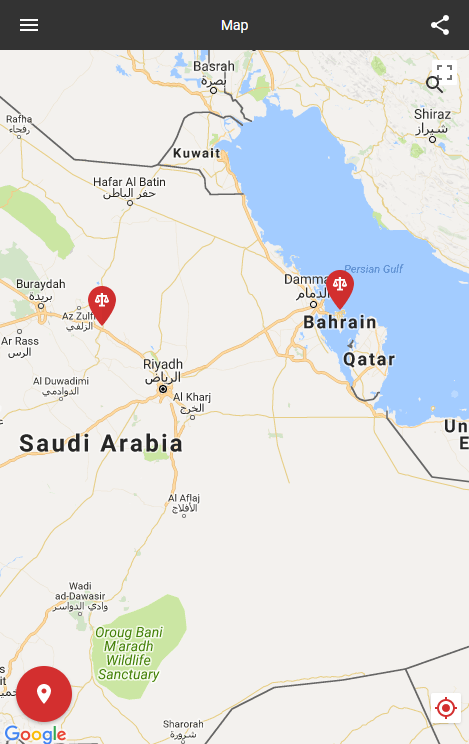 Map
Basrah
بصرة
Shiraz
شيراز
Rafha
رفحاء
Kuwait
Hafar Al Batin
حفر الباطن
Persian Gulf
Buraydah
بريدة
Az Zulfi
الزلفي
Damma
الدمام
Bahrain
Ar Rass
الرس
Qatar
Riyadh
الرياض
Al Duwadimi
الدوادمي
Al Kharj
الخرج
Saudi Arabia
Un
E
Al Aflaj
الأفلاج
Wadi
ad-Dawasir
وادي الدواسر
Oroug Bani
M'aradh
Wildlife
Sanctuary
Sharorah
شرورة
Google